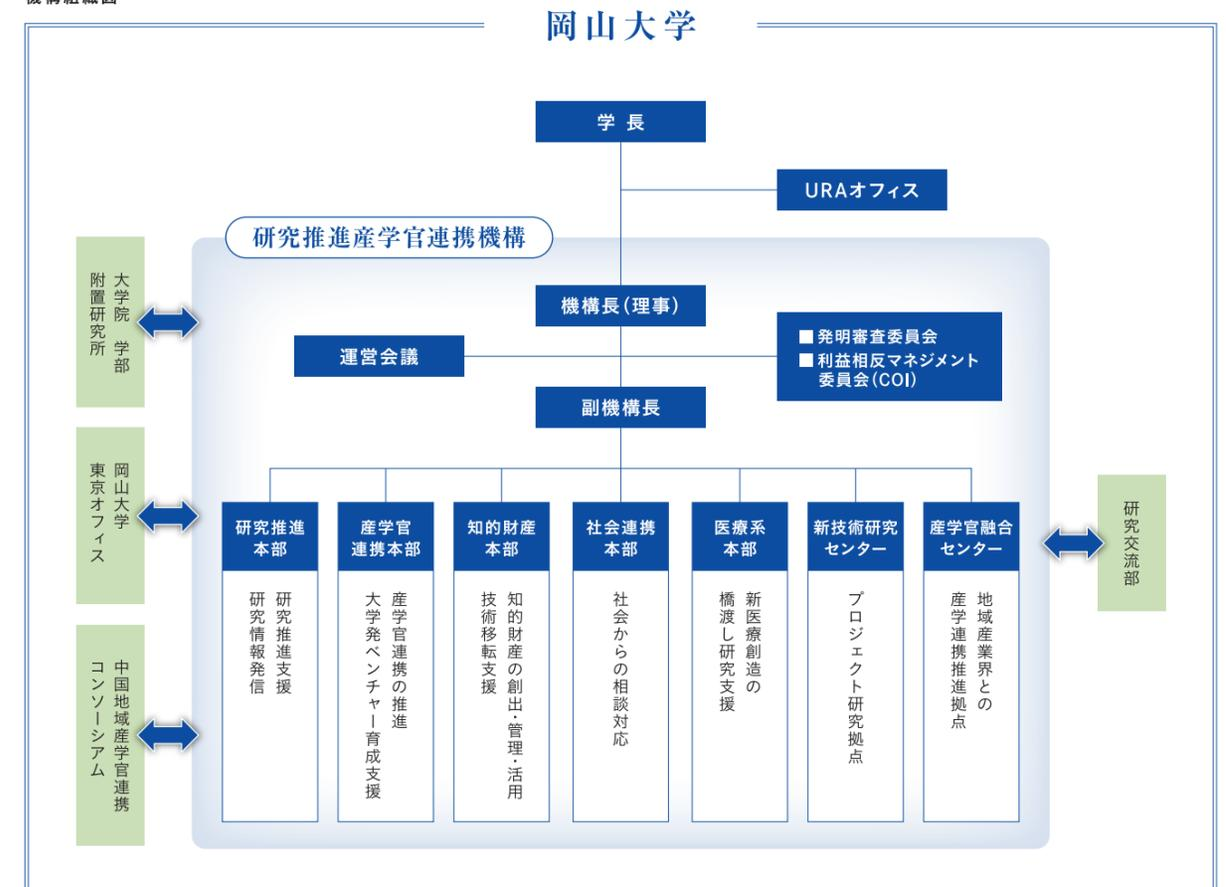 機構組織図
岡山大学
学 長
URAオフィス
研究推進産学官連携機構
機構長(理事)
運営会議
■発明審査委員会
■利益相反マネジメント
委員会(COI)
副機構長
大学院 学部
附置研究所
岡山大学
東京オフィス
中国地域産学官連携
コンソーシアム
研究推進
本部
研究推進支援
研究情報発信
産学官
連携本部
産学官連携の推進
大学発ベンチャー育成支援
知的財産
本部
知的財産の創出・管理・活用
技術移転支援
社会連携
本部
社会からの相談対応
医療系
本部
新医療創造の
橋渡し研究支援
新技術研究
センター
プロジェクト研究拠点
産学官融合
センター
地域産業界との
産学連携推進拠点
研究交流部